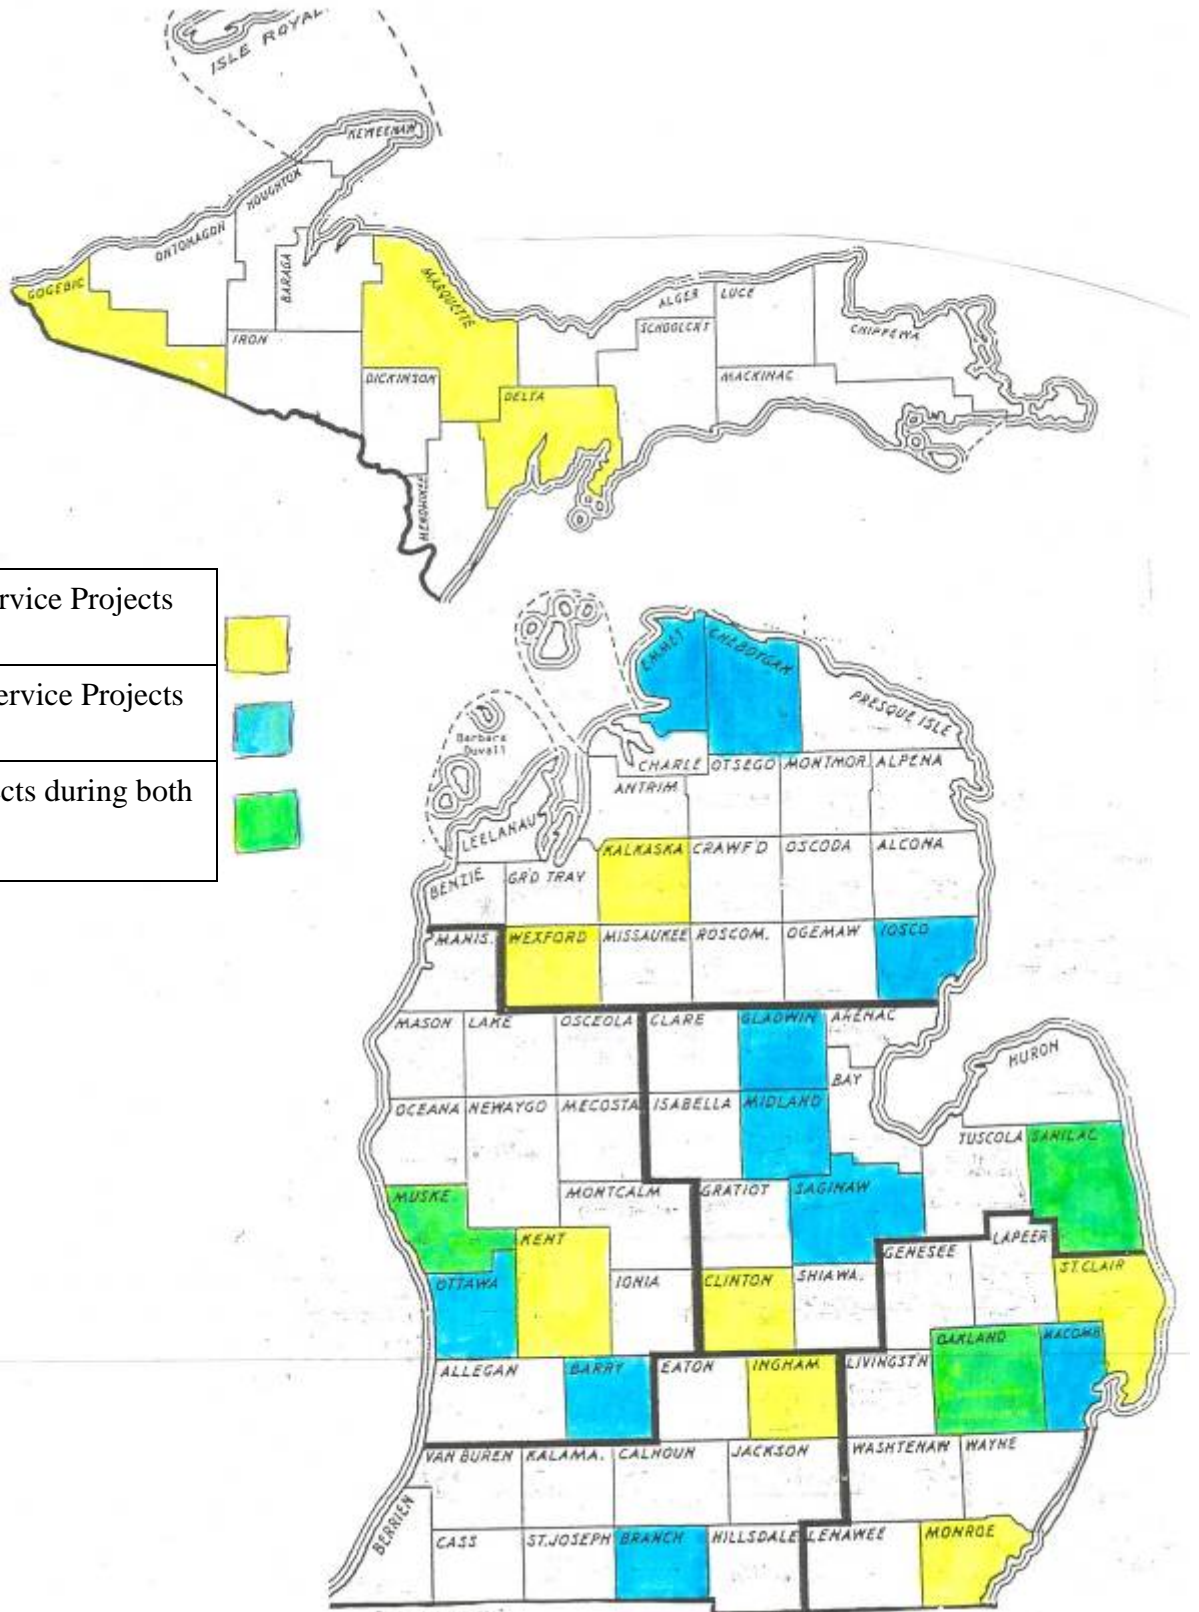 ISLE ROYAL
KEWEENAW
HOUGHTON
ONTONAGON
BARAGA
GOGEBIC
MARQUETTE
ALGER
LUCE
SCHOOLCRT
CHIPPEWA
IRON
DICKINSON
MACKINAC
DELTA
MENOMINEE
rvice Projects
ervice Projects
cts during both
EMMET
CHEBOYGAN
PRESQUE ISLE
Barbara
Duvall
CHARLE
OTSEGO
MONTMOR
ALPENA
ANTRIM
LEELANAU
KALKASKA
CRAWF'D
OSCODA
ALCONA
BENZIE
GR'D TRAV
MANIS.
WEXFORD
MISSAUKEE
ROSCOM.
OGEMAW
IOSCO
MASON
LAKE
OSCEOLA
CLARE
GLADWIN
ARENAC
HURON
BAY
OCEANA
NEWAYGO
MECOSTA
ISABELLA
MIDLAND
TUSCOLA
SANILAC
MUSKE.
MONTCALM
GRATIOT
SAGINAW
KENT
LAPEER
GENESEE
ST.CLAIR
OTTAWA
IONIA
CLINTON
SHIAWA.
OAKLAND
MACOMB
ALLEGAN
BARRY
EATON
INGHAM
LIVINGST'N
VAN BUREN
KALAMA.
CALHOUN
JACKSON
WASHTENAW
WAYNE
BERRIEN
CASS
ST.JOSEPH
BRANCH
HILLSDALE
LENAWEE
MONROE